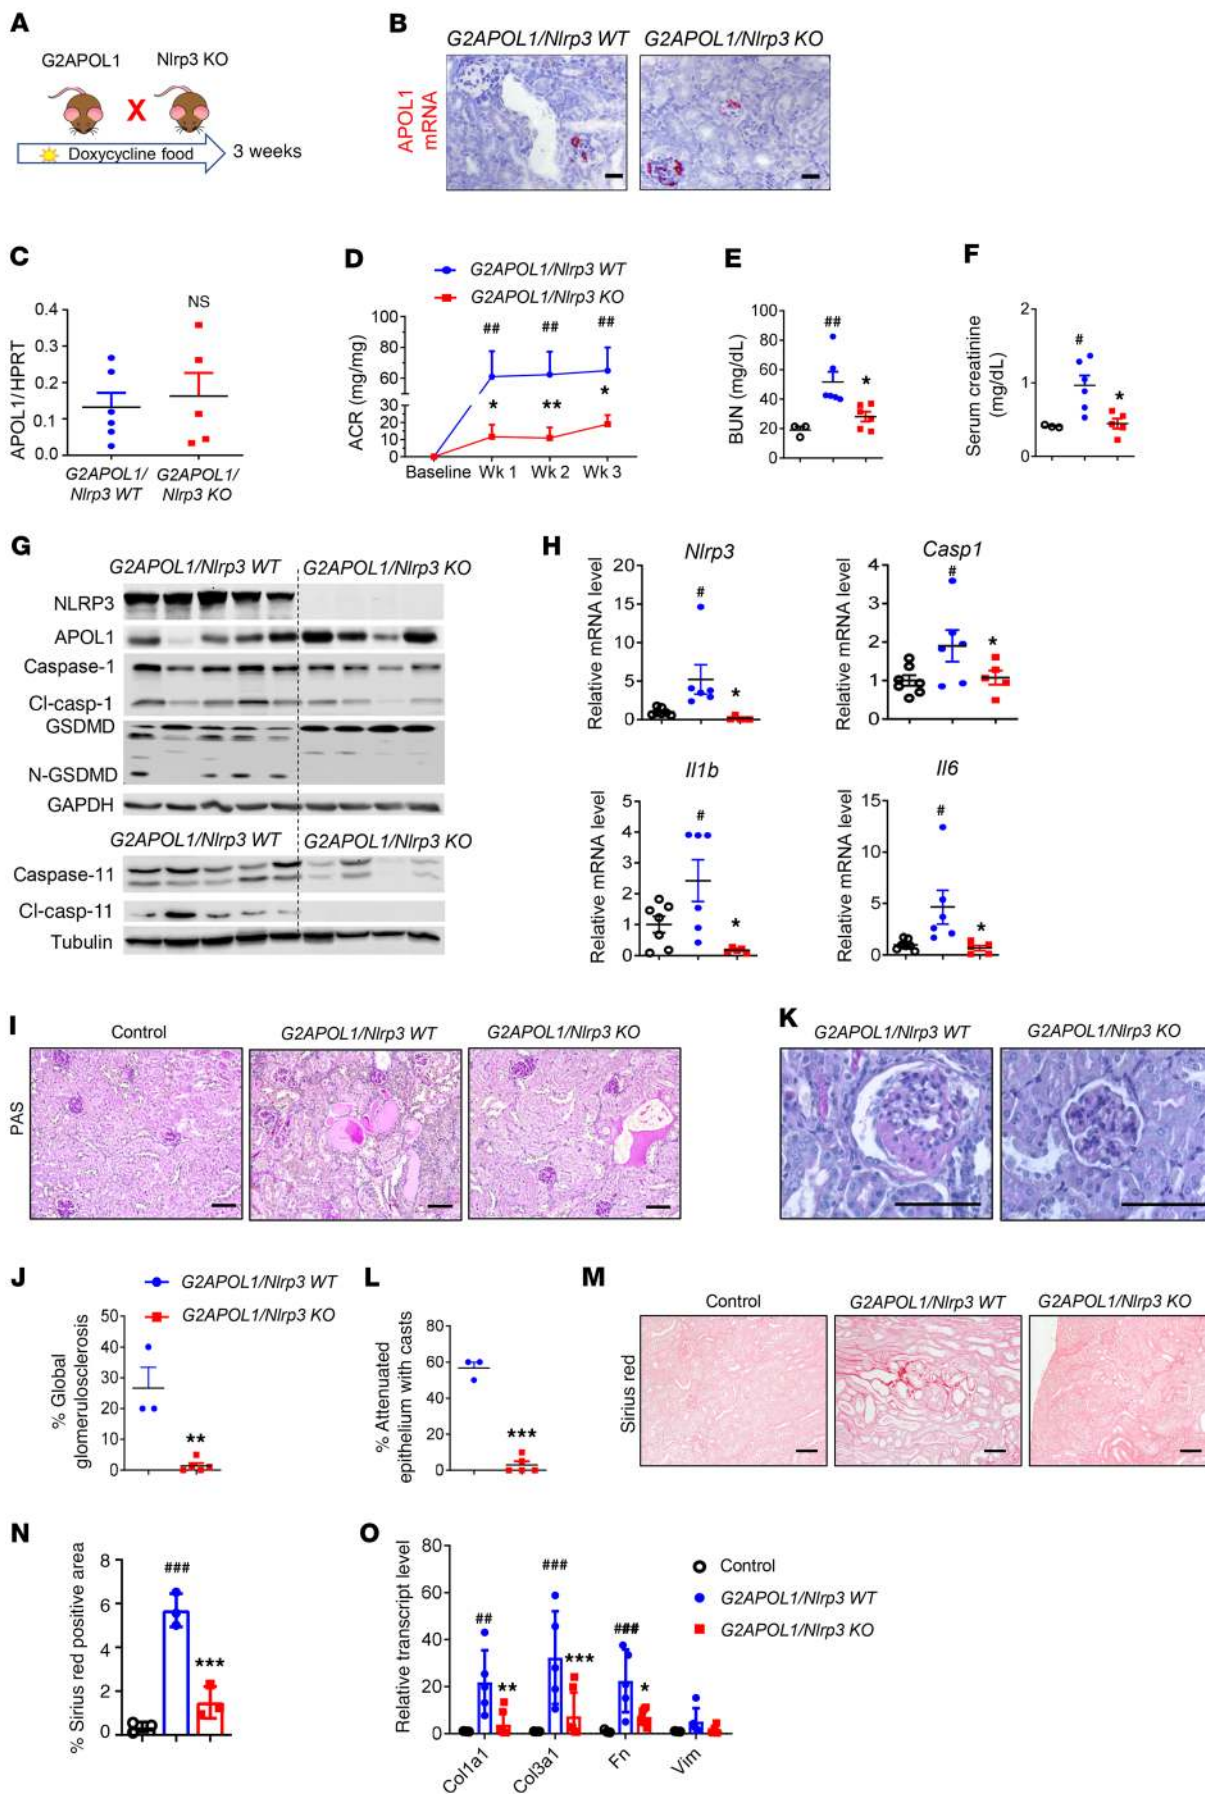 A
G2APOL1
Nlrp3 KO
X
Doxycycline food
3 weeks
B
G2APOL1/Nlrp3 WT
G2APOL1/Nlrp3 KO
APOL1
mRNA
C
NS
0.4
0.3
0.2
0.1
0.0
APOL1/HPRT
G2APOL1/
Nlrp3 WT
G2APOL1/
Nlrp3 KO
D
G2APOL1/Nlrp3 WT
G2APOL1/Nlrp3 KO
100
80
60
30
20
10
0
ACR (mg/mg)
## ## ##
* ** *
Baseline Wk 1 Wk 2 Wk 3
E
100
80
60
40
20
0
BUN (mg/dL)
##
*
F
2
1
0
Serum creatinine
(mg/dL)
#
*
G
G2APOL1/Nlrp3 WT
G2APOL1/Nlrp3 KO
NLRP3
APOL1
Caspase-1
Cl-casp-1
GSDMD
N-GSDMD
GAPDH
G2APOL1/Nlrp3 WT
G2APOL1/Nlrp3 KO
Caspase-11
Cl-casp-11
Tubulin
H
Nlrp3
20
15
10
5
0
Relative mRNA level
#
*
Casp1
4
3
2
1
0
Relative mRNA level
#
*
Il1b
5
4
3
2
1
0
Relative mRNA level
#
*
Il6
15
10
5
0
Relative mRNA level
#
*
I
Control
G2APOL1/Nlrp3 WT
G2APOL1/Nlrp3 KO
PAS
K
G2APOL1/Nlrp3 WT
G2APOL1/Nlrp3 KO
J
G2APOL1/Nlrp3 WT
G2APOL1/Nlrp3 KO
50
40
30
20
10
0
% Global
glomerulosclerosis
**
L
80
60
40
20
0
% Attenuated
epithelium with casts
***
M
Control
G2APOL1/Nlrp3 WT
G2APOL1/Nlrp3 KO
Sirius red
N
8
6
4
2
0
% Sirius red positive area
###
***
O
80
60
40
20
0
Relative transcript level
##
**
###
***
###
*
Col1a1
Col3a1
Fn
Vim
Control
G2APOL1/Nlrp3 WT
G2APOL1/Nlrp3 KO